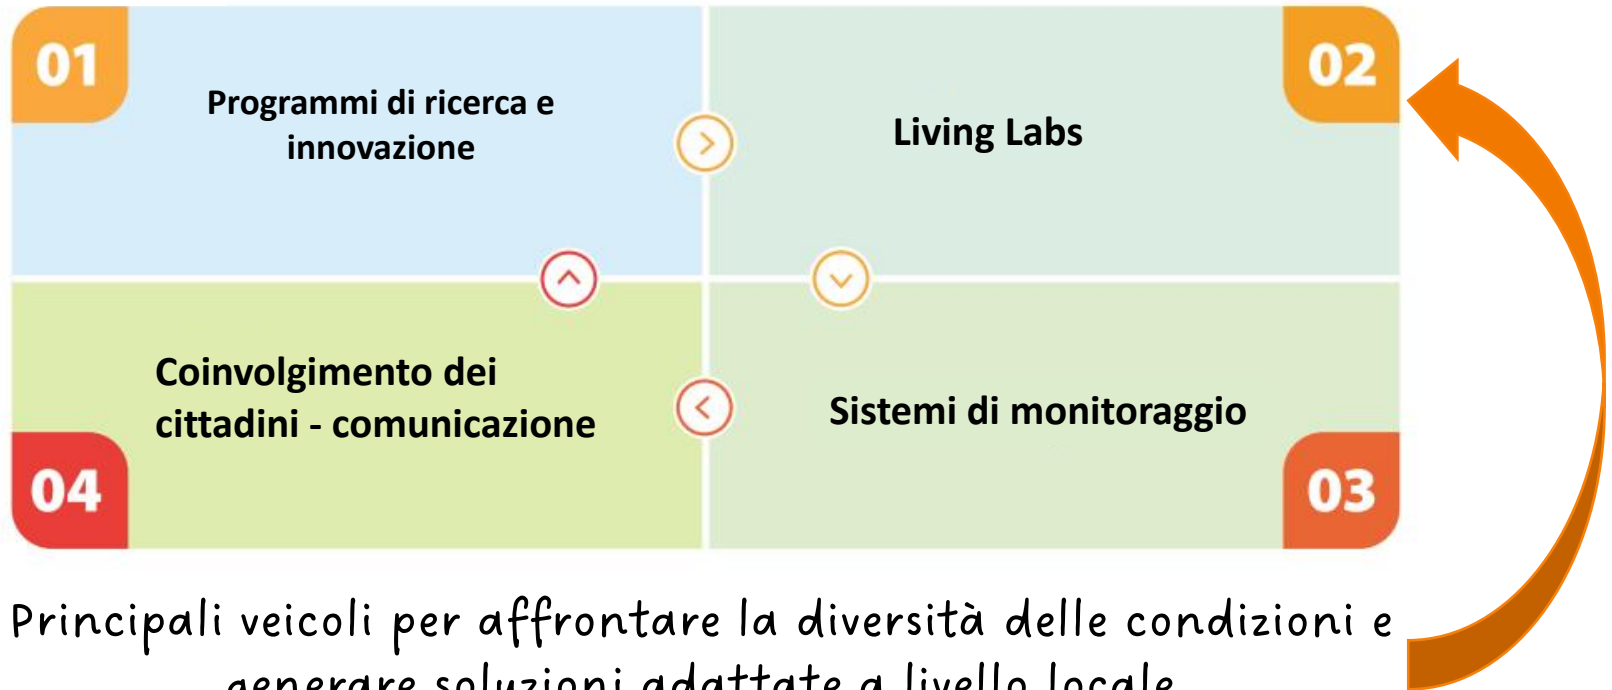 01
Programmi di ricerca e
innovazione
02
Living Labs
Coinvolgimento dei
cittadini - comunicazione
04
Sistemi di monitoraggio
03
Principali veicoli per affrontare la diversità delle condizioni e
generare soluzioni adattate a livello locale